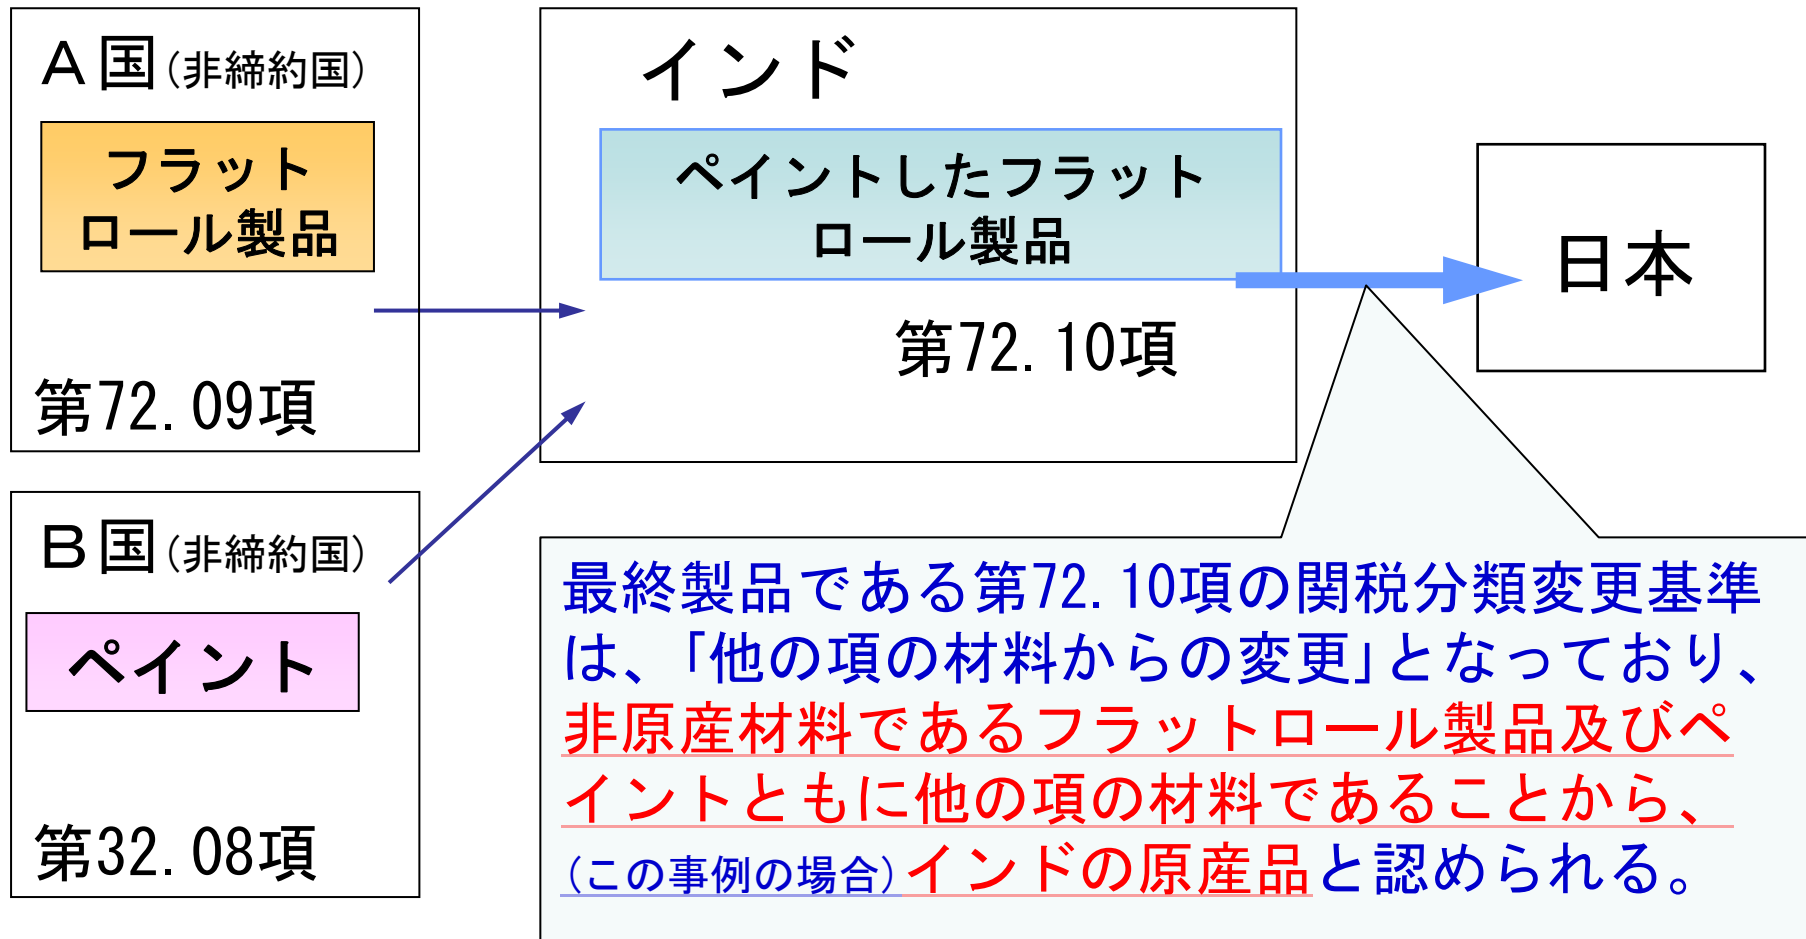 A国(非締約国)
フラット
ロール製品
第72.09項
B国(非締約国)
ペイント
第32.08項
インド
ペイントしたフラット
ロール製品
第72.10項
日本
最終製品である第72.10項の関税分類変更基準
は、「他の項の材料からの変更」となっており、
非原産材料であるフラットロール製品及びペ
イントともに他の項の材料であることから、
(この事例の場合)インドの原産品と認められる。